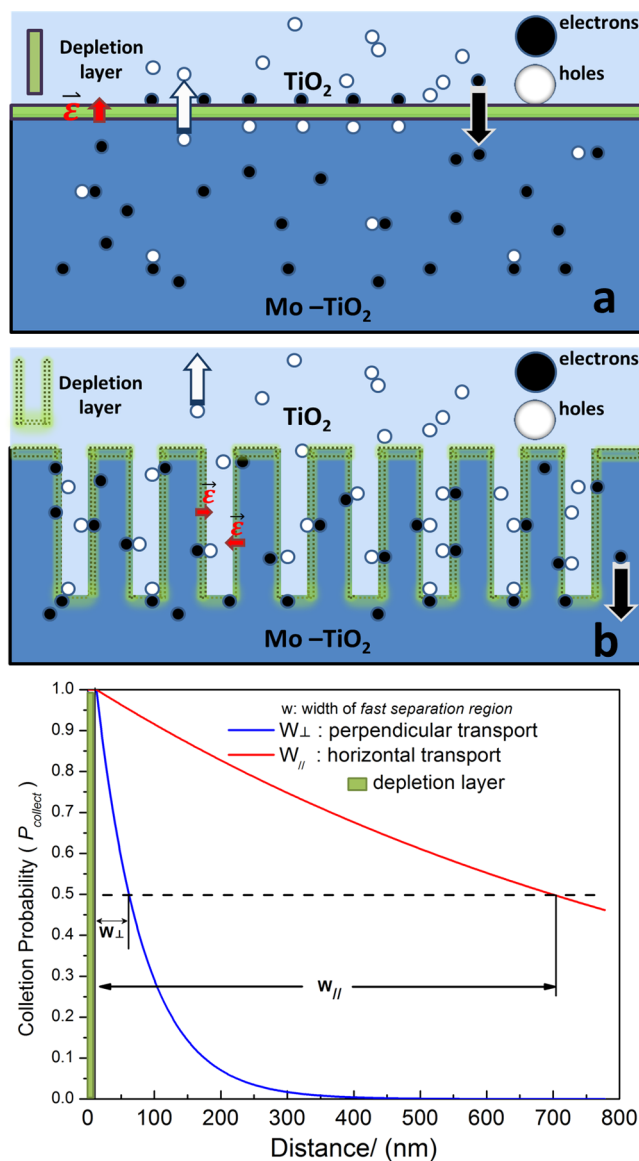 Depletion
layer
electrons
holes
TiO₂
ε
Mo –TiO₂
a
Depletion
layer
electrons
holes
TiO₂
ε
ε
Mo –TiO₂
b
w: width of fast separation region
W⊥ : perpendicular transport
W// : horizontal transport
depletion layer
Colletion Probability ( P collect )
1.0
0.9
0.8
0.7
0.6
0.5
0.4
0.3
0.2
0.1
0.0
W⊥
W//
0 100 200 300 400 500 600 700 800
Distance/ (nm)